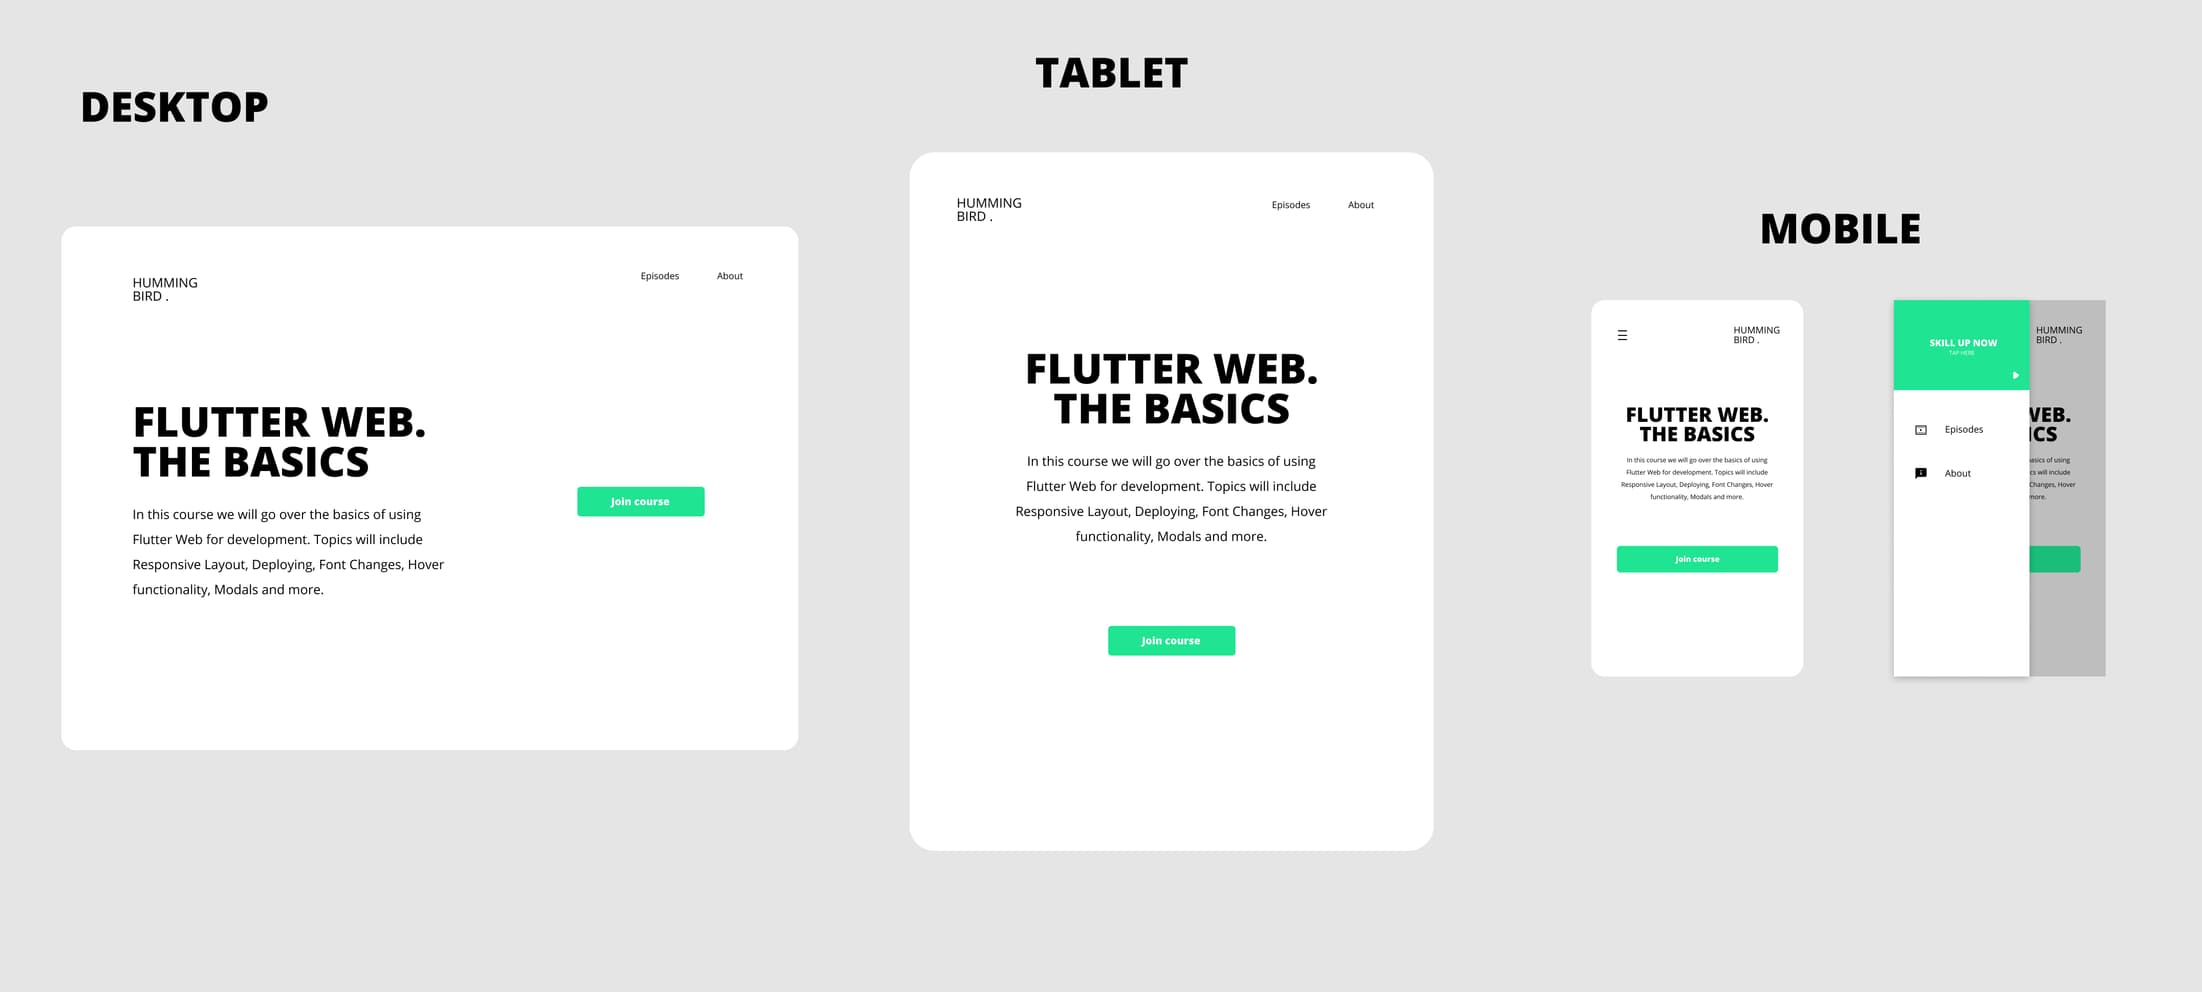 DESKTOP
HUMMING
BIRD .
Episodes About
FLUTTER WEB.
THE BASICS
In this course we will go over the basics of using
Flutter Web for development. Topics will include
Responsive Layout, Deploying, Font Changes, Hover
functionality, Modals and more.
Join course
TABLET
HUMMING
BIRD .
Episodes About
FLUTTER WEB.
THE BASICS
In this course we will go over the basics of using
Flutter Web for development. Topics will include
Responsive Layout, Deploying, Font Changes, Hover
functionality, Modals and more.
Join course
MOBILE
HUMMING
BIRD .
FLUTTER WEB.
THE BASICS
In this course we will go over the basics of using
Flutter Web for development. Topics will include
Responsive Layout, Deploying, Font Changes, Hover
functionality, Modals and more.
Join course
SKILL UP NOW
TAP HERE
Episodes
About
HUMMING
BIRD .
WEB.
ICS
asics of using
cs will include
Changes, Hover
more.